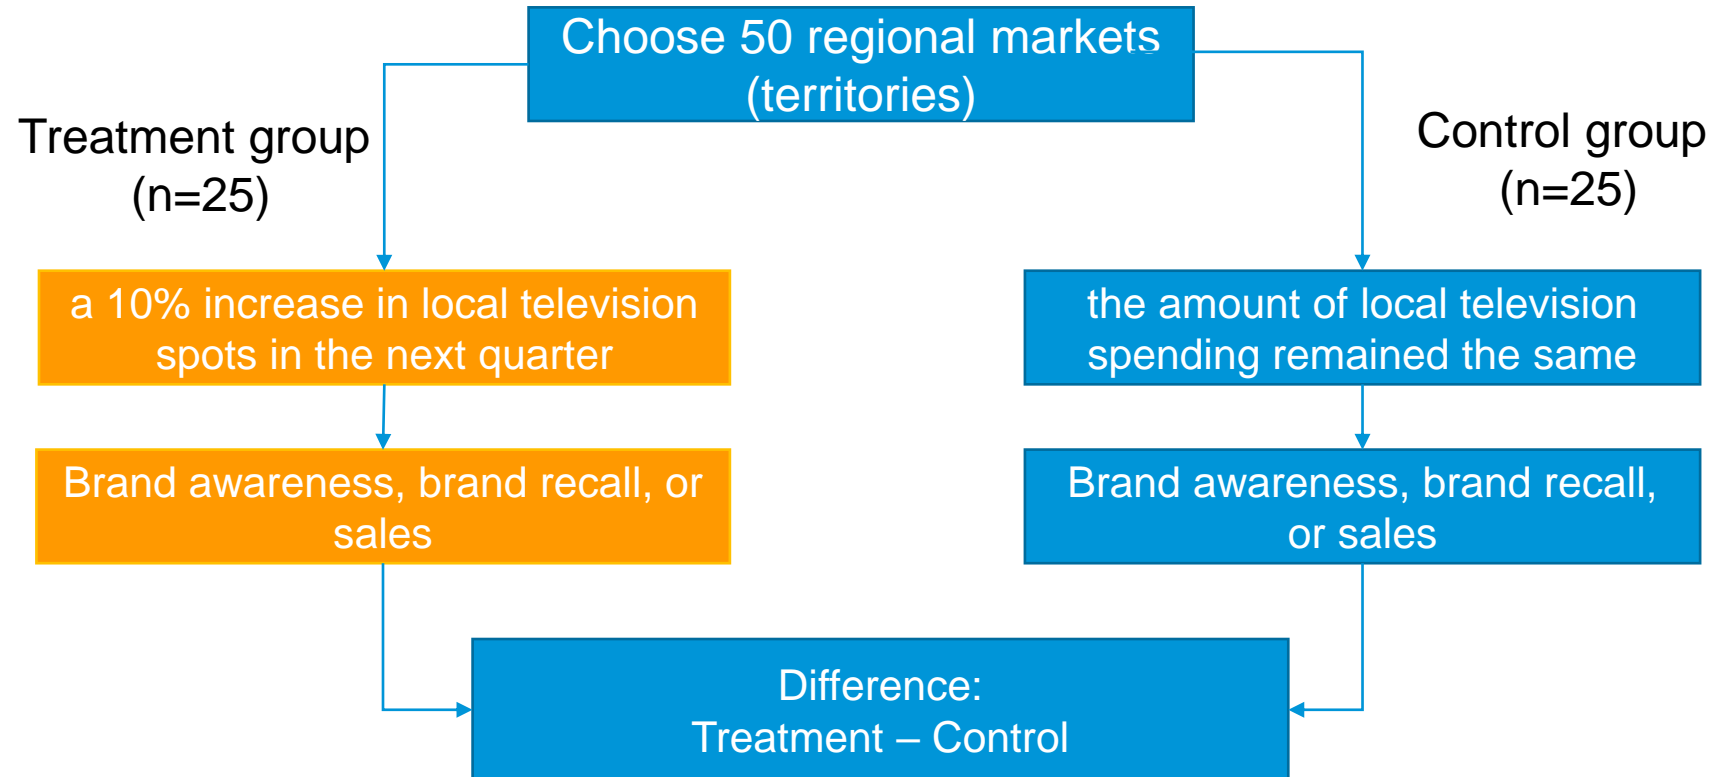 Choose 50 regional markets
(territories)
Treatment group
(n=25)
Control group
(n=25)
a 10% increase in local television
spots in the next quarter
the amount of local television
spending remained the same
Brand awareness, brand recall, or
sales
Brand awareness, brand recall,
or sales
Difference:
Treatment – Control